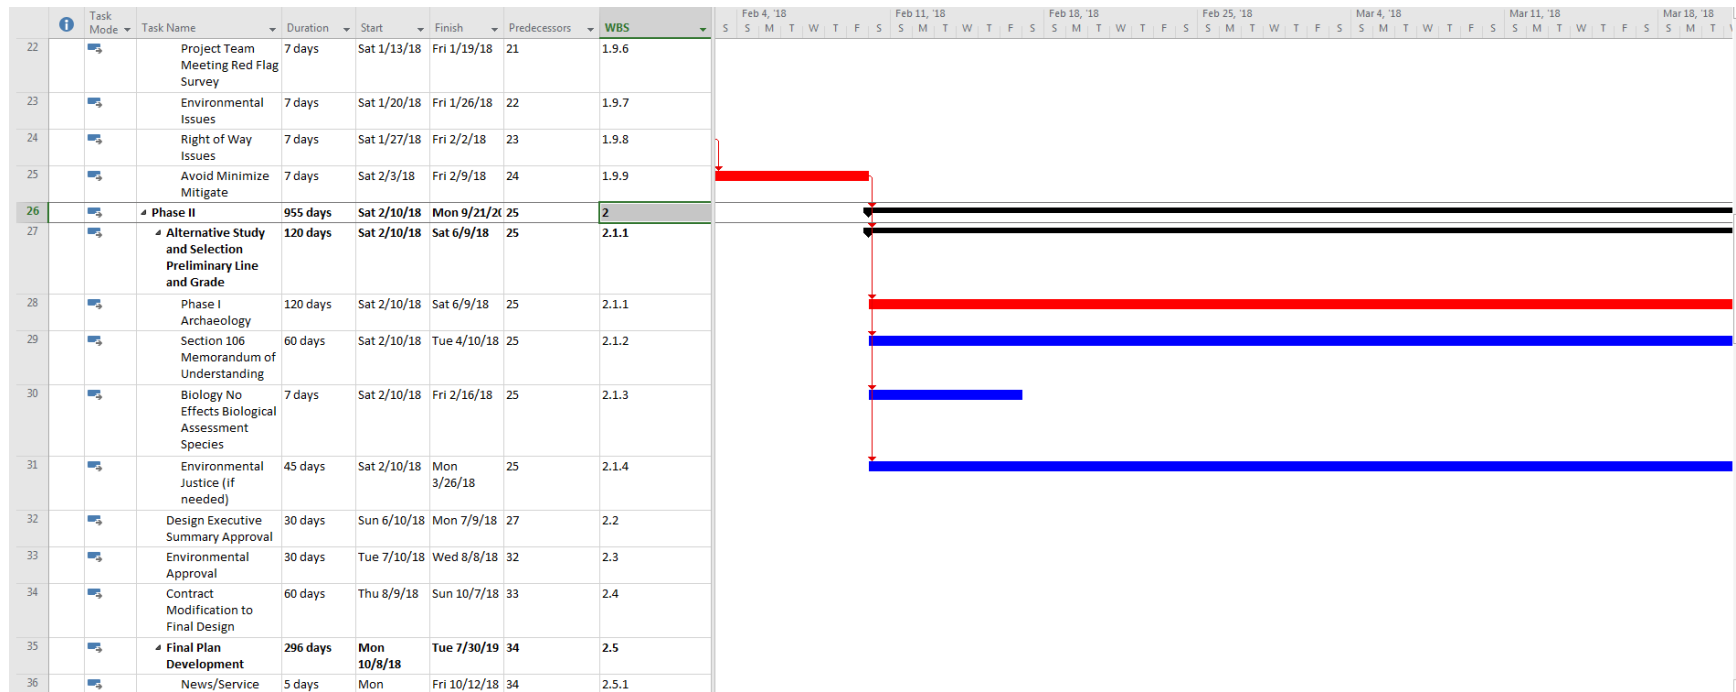 Task Mode Task Name Duration Start Finish Predecessors WBS
Feb 4, '18 Feb 11, '18 Feb 18, '18 Feb 25, '18 Mar 4, '18 Mar 11, '18 Mar 18, '18
S S M T W T F S S M T W T F S S M T W T F S S M T W T F S S M T W T F S S M T W T F S S M T
22 Project Team 7 days Sat 1/13/18 Fri 1/19/18 21 1.9.6
Meeting Red Flag
Survey
23 Environmental 7 days Sat 1/20/18 Fri 1/26/18 22 1.9.7
Issues
24 Right of Way 7 days Sat 1/27/18 Fri 2/2/18 23 1.9.8
Issues
25 Avoid Minimize 7 days Sat 2/3/18 Fri 2/9/18 24 1.9.9
Mitigate
26 Phase II 955 days Sat 2/10/18 Mon 9/21/20 25 2
27 Alternative Study 120 days Sat 2/10/18 Sat 6/9/18 25 2.1.1
and Selection
Preliminary Line
and Grade
28 Phase I 120 days Sat 2/10/18 Sat 6/9/18 25 2.1.1
Archaeology
29 Section 106 60 days Sat 2/10/18 Tue 4/10/18 25 2.1.2
Memorandum of
Understanding
30 Biology No 7 days Sat 2/10/18 Fri 2/16/18 25 2.1.3
Effects Biological
Assessment
Species
31 Environmental 45 days Sat 2/10/18 Mon 25 2.1.4
Justice (if 3/26/18
needed)
32 Design Executive 30 days Sun 6/10/18 Mon 7/9/18 27 2.2
Summary Approval
33 Environmental 30 days Tue 7/10/18 Wed 8/8/18 32 2.3
Approval
34 Contract 60 days Thu 8/9/18 Sun 10/7/18 33 2.4
Modification to
Final Design
35 Final Plan 296 days Mon Tue 7/30/19 34 2.5
Development 10/8/18
36 News/Service 5 days Mon Fri 10/12/18 34 2.5.1